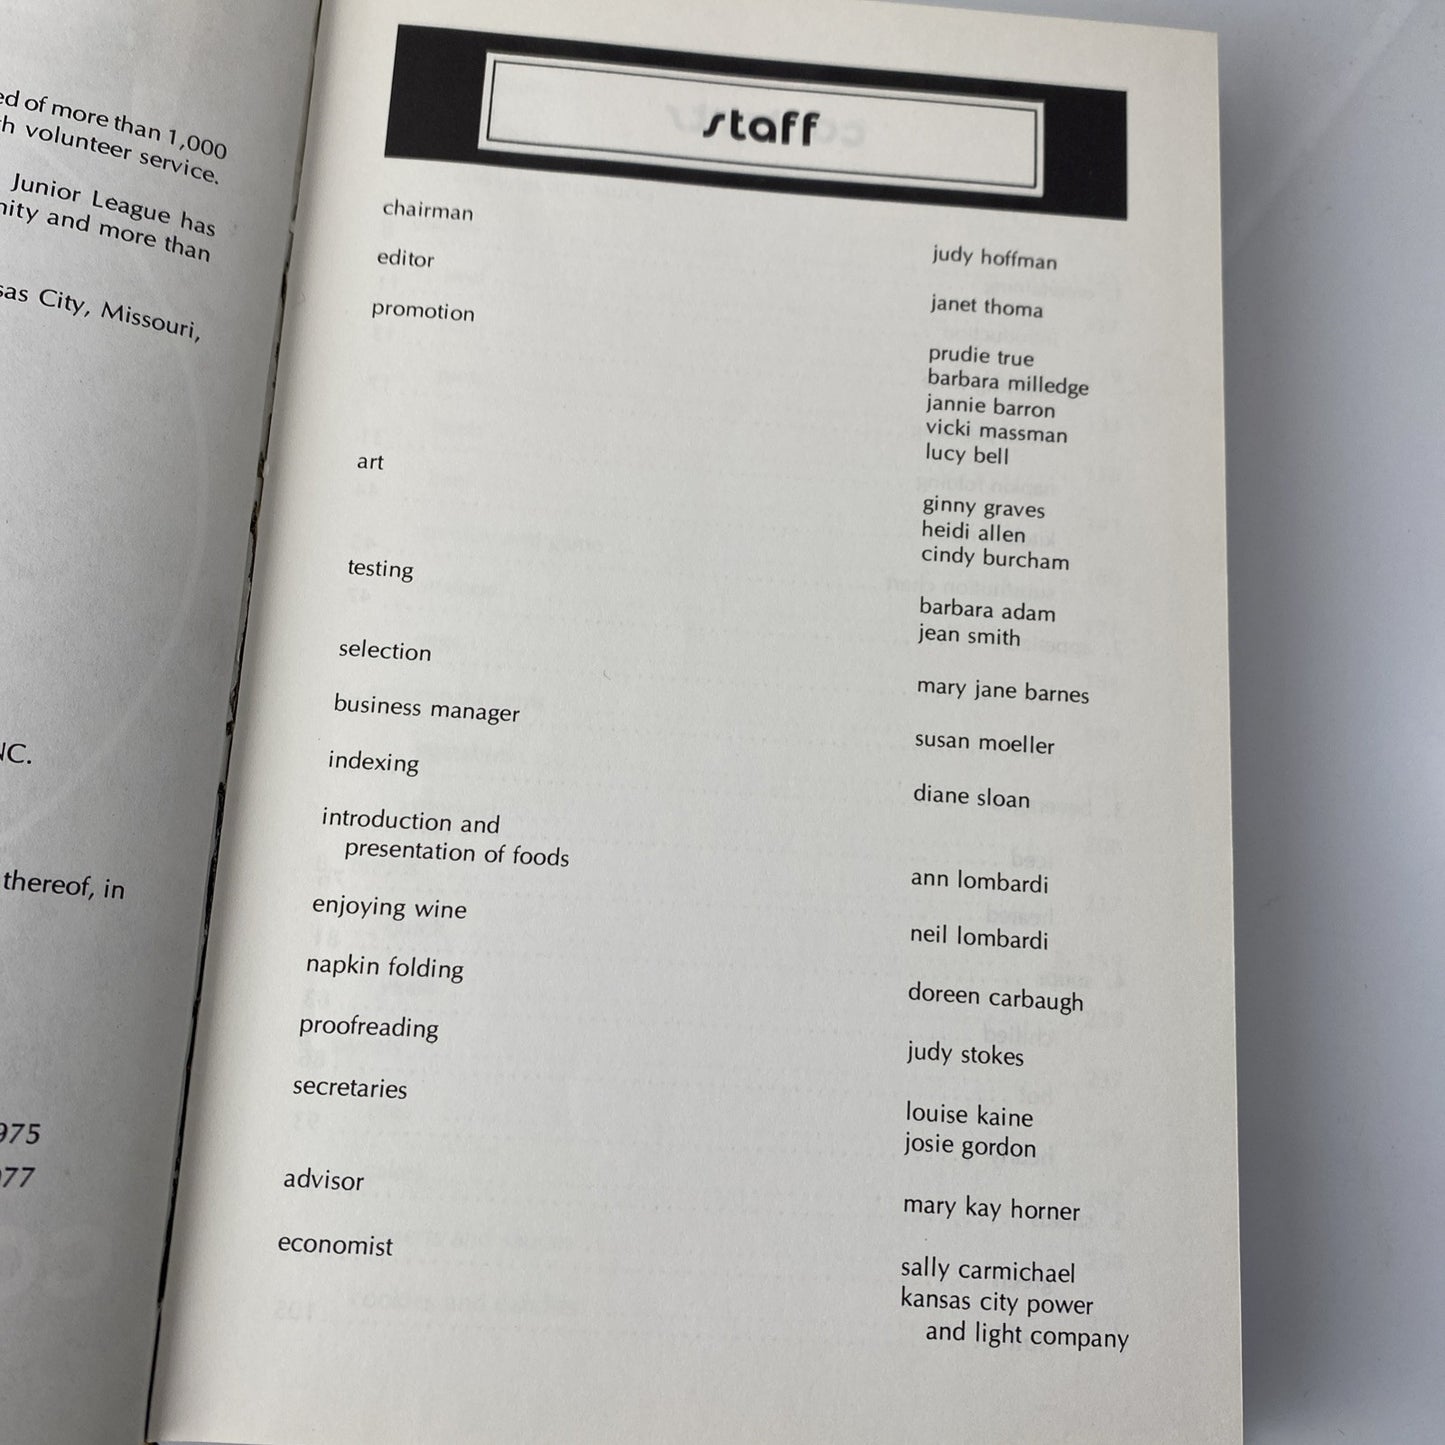 ed of more than 1,000
h volunteer service.
Junior League has
nity and more than
sas City, Missouri,
NC.
thereof, in
975
977
staff
chairman judy hoffman
editor janet thoma
promotion prudie true
barbara milledge
jannie barron
vicki massman
lucy bell
art ginny graves
heidi allen
cindy burcham
testing barbara adam
jean smith
selection mary jane barnes
business manager susan moeller
indexing diane sloan
introduction and
presentation of foods ann lombardi
enjoying wine neil lombardi
napkin folding doreen carbaugh
proofreading judy stokes
secretaries louise kaine
josie gordon
advisor mary kay horner
economist sally carmichael
kansas city power
and light company